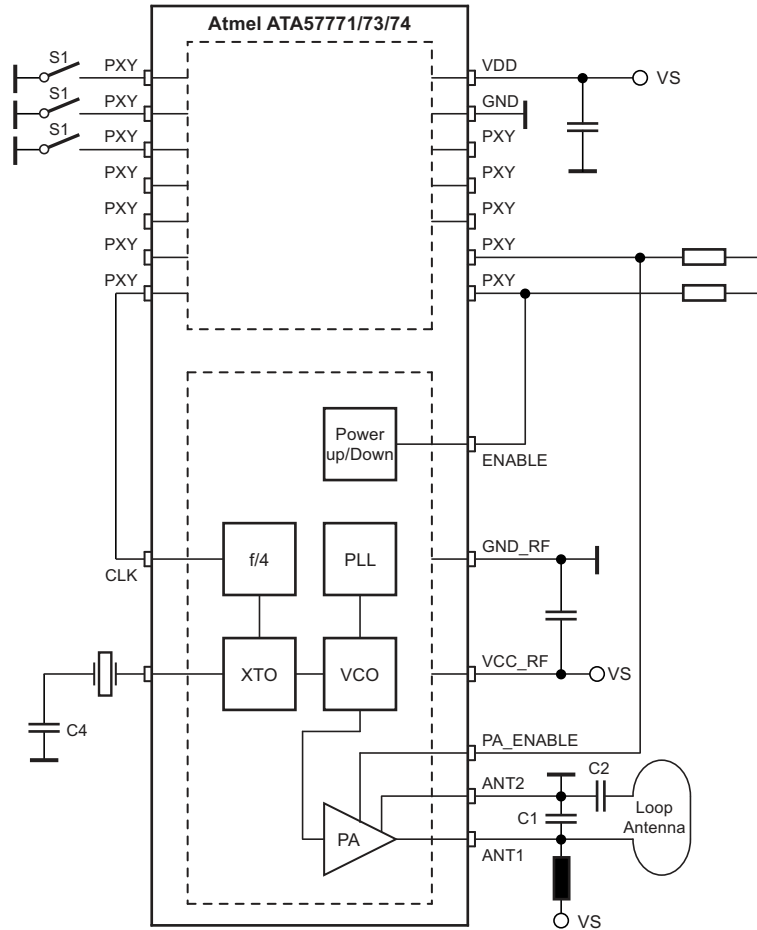 Atmel ATA57771/73/74
S1
PXY
VDD
VS
S1
PXY
GND
S1
PXY
PXY
PXY
PXY
PXY
PXY
PXY
PXY
PXY
PXY
Power
up/Down
ENABLE
f/4
PLL
GND_RF
CLK
XTO
VCO
VCC_RF
VS
C4
PA_ENABLE
C2
ANT2
Loop
Antenna
C1
PA
ANT1
VS